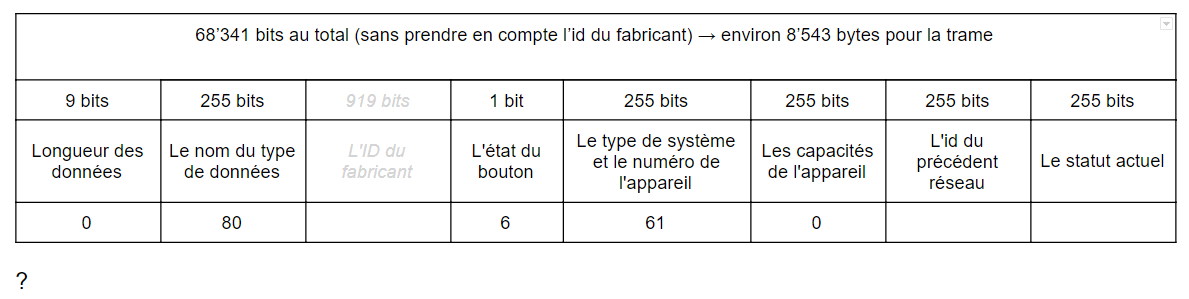 68’341 bits au total (sans prendre en compte l’id du fabricant) → environ 8’543 bytes pour la trame
9 bits 255 bits 919 bits 1 bit 255 bits 255 bits 255 bits 255 bits
Longueur des données Le nom du type de données L'ID du fabricant L'état du bouton Le type de système et le numéro de l'appareil Les capacités de l'appareil L'id du précédent réseau Le statut actuel
0 80 6 61 0
?